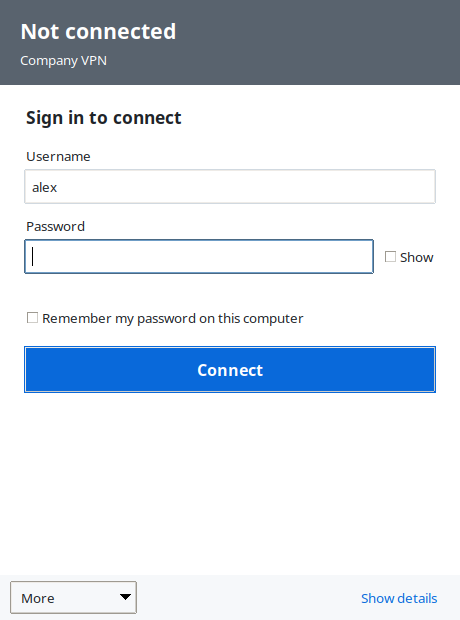 Not connected
Company VPN
Sign in to connect
Username
alex
Password
Show
Remember my password on this computer
Connect
More
Show details